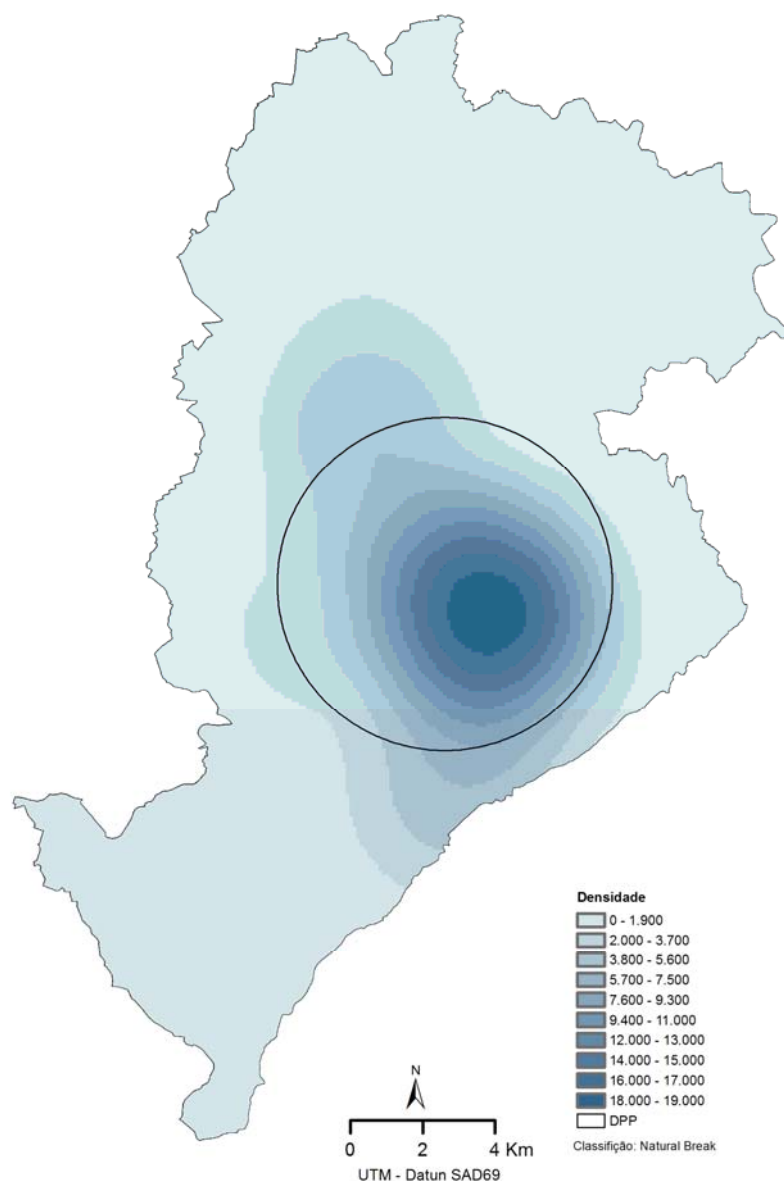 Densidade
0 - 1.900
2.000 - 3.700
3.800 - 5.600
5.700 - 7.500
7.600 - 9.300
9.400 - 11.000
12.000 - 13.000
14.000 - 15.000
16.000 - 17.000
18.000 - 19.000
DPP
Classifição: Natural Break
N
0 2 4 Km
UTM - Datun SAD69